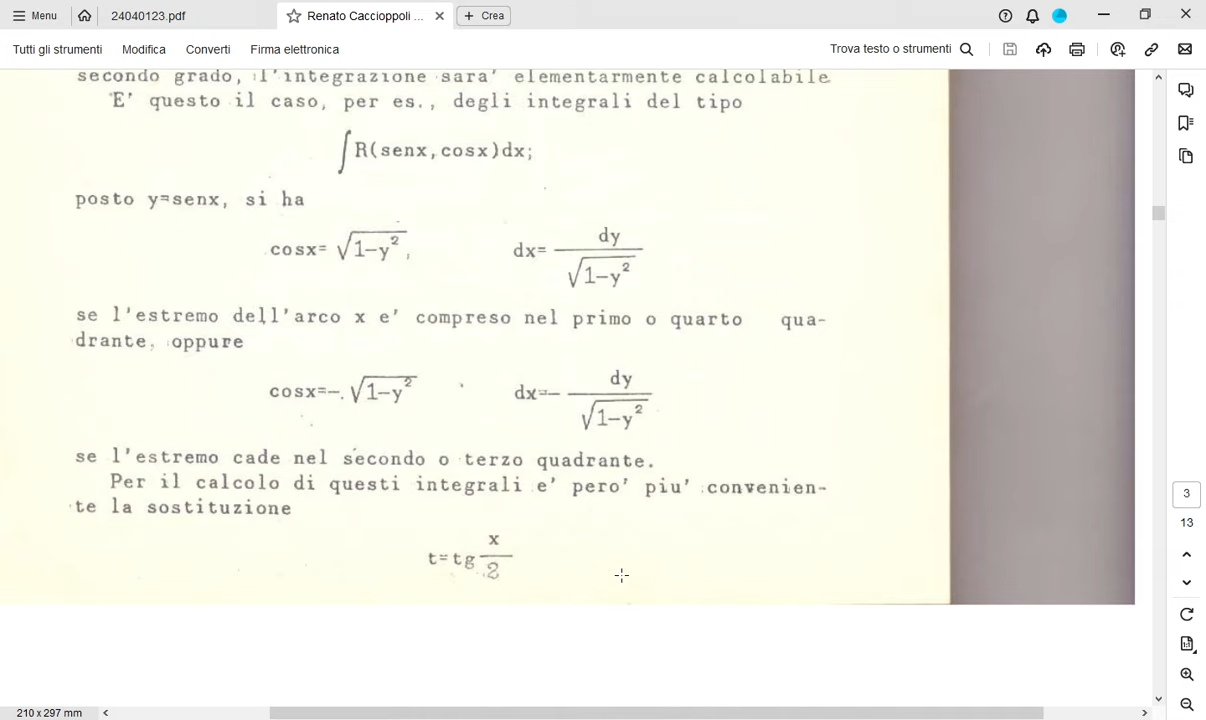 Menu 24040123.pdf Renato Caccioppoli ... Crea
Tutti gli strumenti Modifica Converti Firma elettronica Trova testo o strumenti
secondo grado, l'integrazione sara' elementarmente calcolabile
E' questo il caso, per es., degli integrali del tipo
∫R(senx,cosx)dx;
posto y=senx, si ha
cosx= √1-y², dx= dy/√1-y²
se l'estremo dell'arco x e' compreso nel primo o quarto qua-
drante, oppure
cosx=-√1-y² dx=- dy/√1-y²
se l'estremo cade nel secondo o terzo quadrante.
Per il calcolo di questi integrali e' pero' piu' convenien-
te la sostituzione
t=tg x/2
3
13
210 x 297 mm